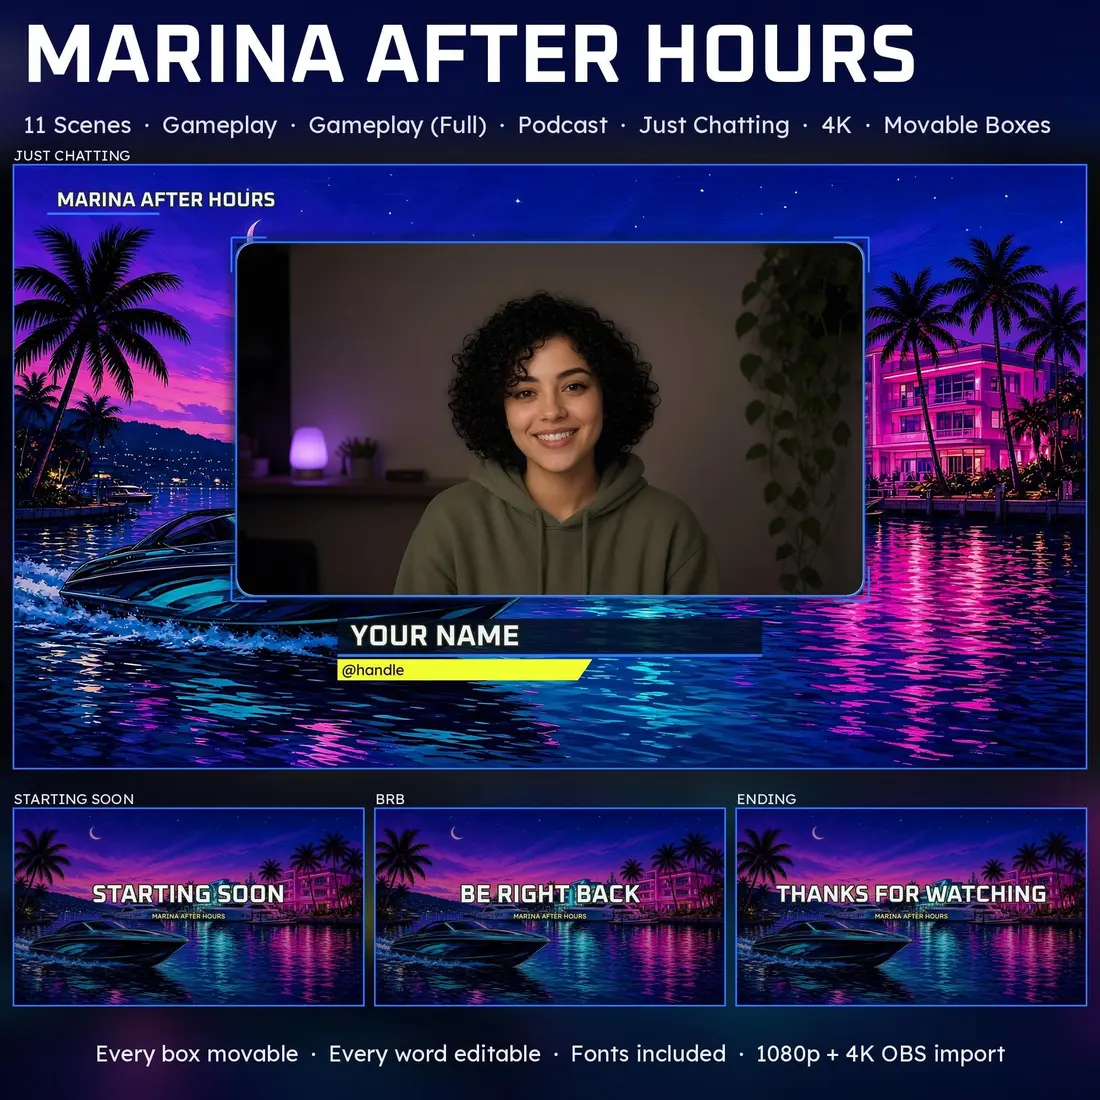 MARINA AFTER HOURS
11 Scenes · Gameplay · Gameplay (Full) · Podcast · Just Chatting · 4K · Movable Boxes
JUST CHATTING
MARINA AFTER HOURS
YOUR NAME
@handle
STARTING SOON
BRB
ENDING
STARTING SOON
MARINA AFTER HOURS
BE RIGHT BACK
MARINA AFTER HOURS
THANKS FOR WATCHING
MARINA AFTER HOURS
Every box movable · Every word editable · Fonts included · 1080p + 4K OBS import